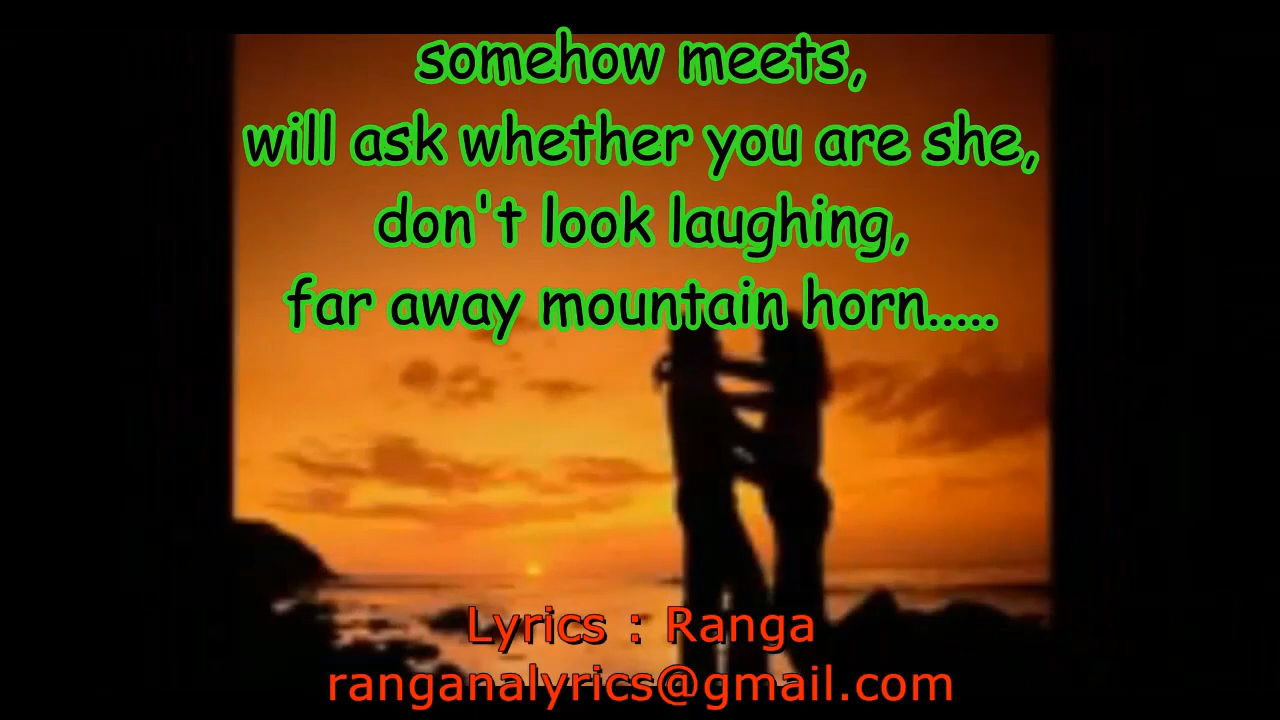 somehow meets,
will ask whether you are she,
don't look laughing,
far away mountain horn.....
Lyrics : Ranga
ranganalyrics@gmail.com